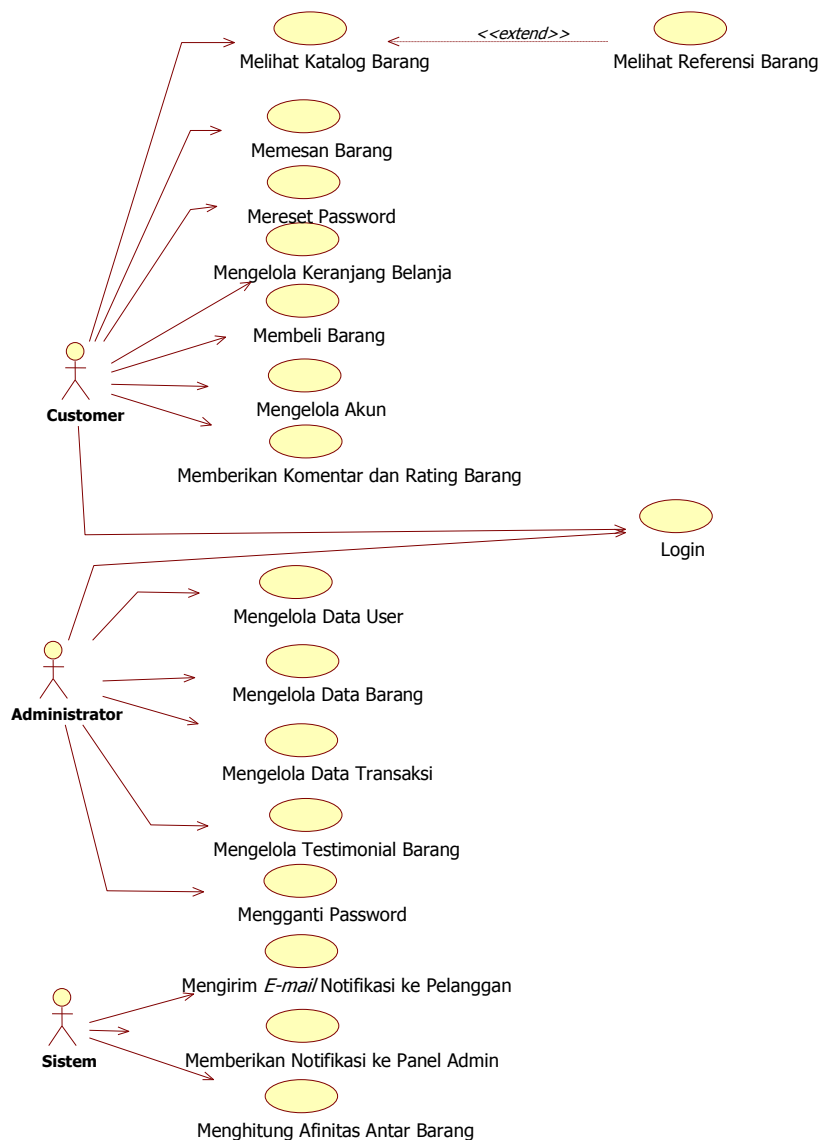 <<extend>>
Melihat Katalog Barang
Melihat Referensi Barang
Memesan Barang
Mereset Password
Mengelola Keranjang Belanja
Membeli Barang
Customer
Mengelola Akun
Memberikan Komentar dan Rating Barang
Login
Mengelola Data User
Mengelola Data Barang
Administrator
Mengelola Data Transaksi
Mengelola Testimonial Barang
Mengganti Password
Mengirim E-mail Notifikasi ke Pelanggan
Sistem
Memberikan Notifikasi ke Panel Admin
Menghitung Afinitas Antar Barang